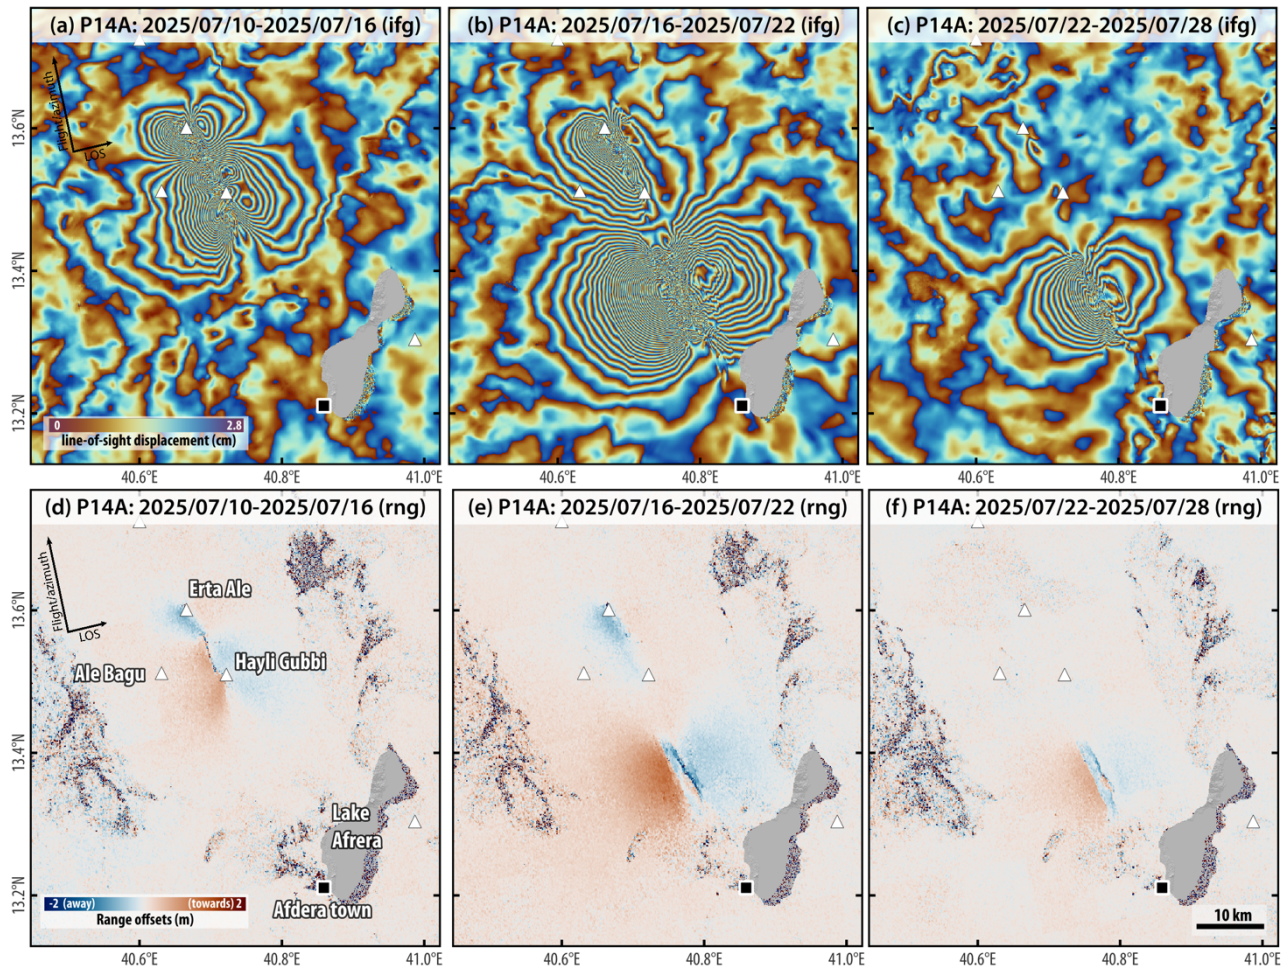 (a) P14A: 2025/07/10-2025/07/16 (ifg)
(b) P14A: 2025/07/16-2025/07/22 (ifg)
(c) P14A: 2025/07/22-2025/07/28 (ifg)
Flight/azimuth
LOS
13.6°N
13.4°N
13.2°N
0 2.8
line-of-sight displacement (cm)
40.6°E 40.8°E 41.0°E
40.6°E 40.8°E 41.0°E
40.6°E 40.8°E 41.0°E
(d) P14A: 2025/07/10-2025/07/16 (rng)
(e) P14A: 2025/07/16-2025/07/22 (rng)
(f) P14A: 2025/07/22-2025/07/28 (rng)
Flight/azimuth
LOS
Erta Ale
Hayli Gubbi
Ale Bagu
Lake
Afrera
Afdera town
13.6°N
13.4°N
13.2°N
-2 (away) (towards) 2
Range offsets (m)
10 km
40.6°E 40.8°E 41.0°E
40.6°E 40.8°E 41.0°E
40.6°E 40.8°E 41.0°E